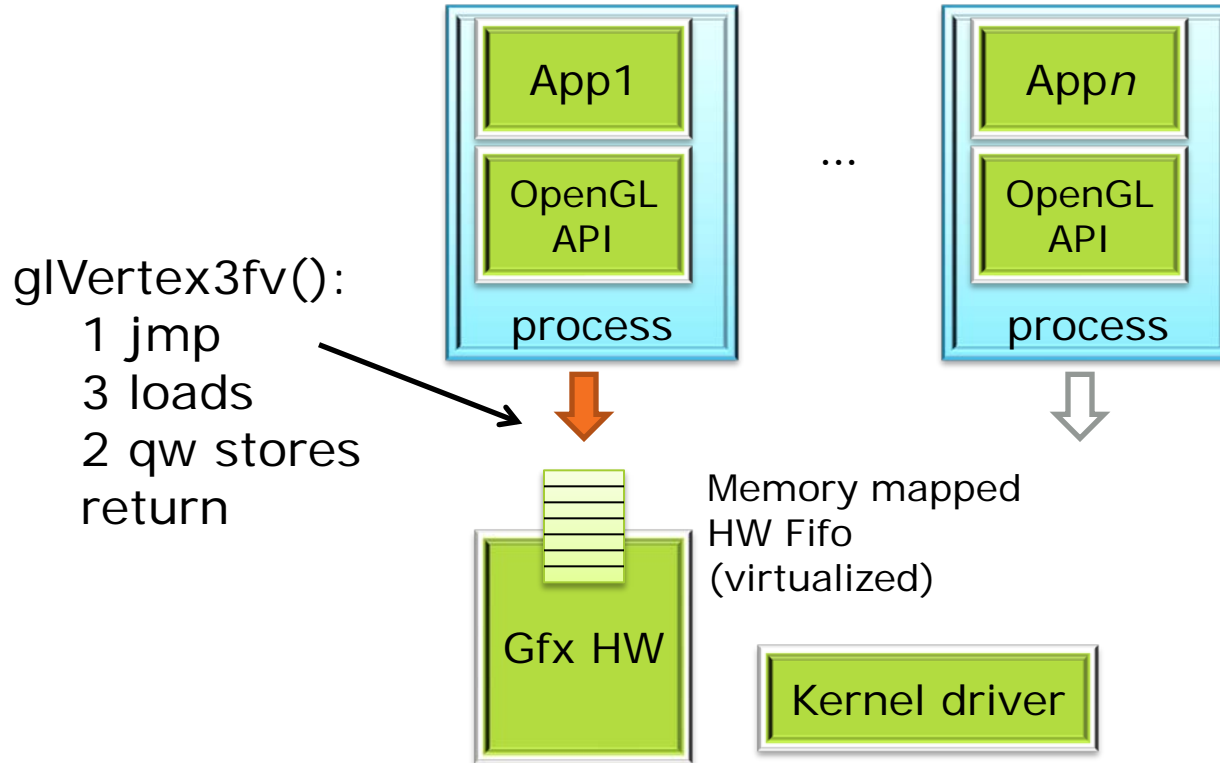 App1
OpenGL
API
process
...
Appn
OpenGL
API
process
glVertex3fv():
1 jmp
3 loads
2 qw stores
return
Memory mapped
HW Fifo
(virtualized)
Gfx HW
Kernel driver